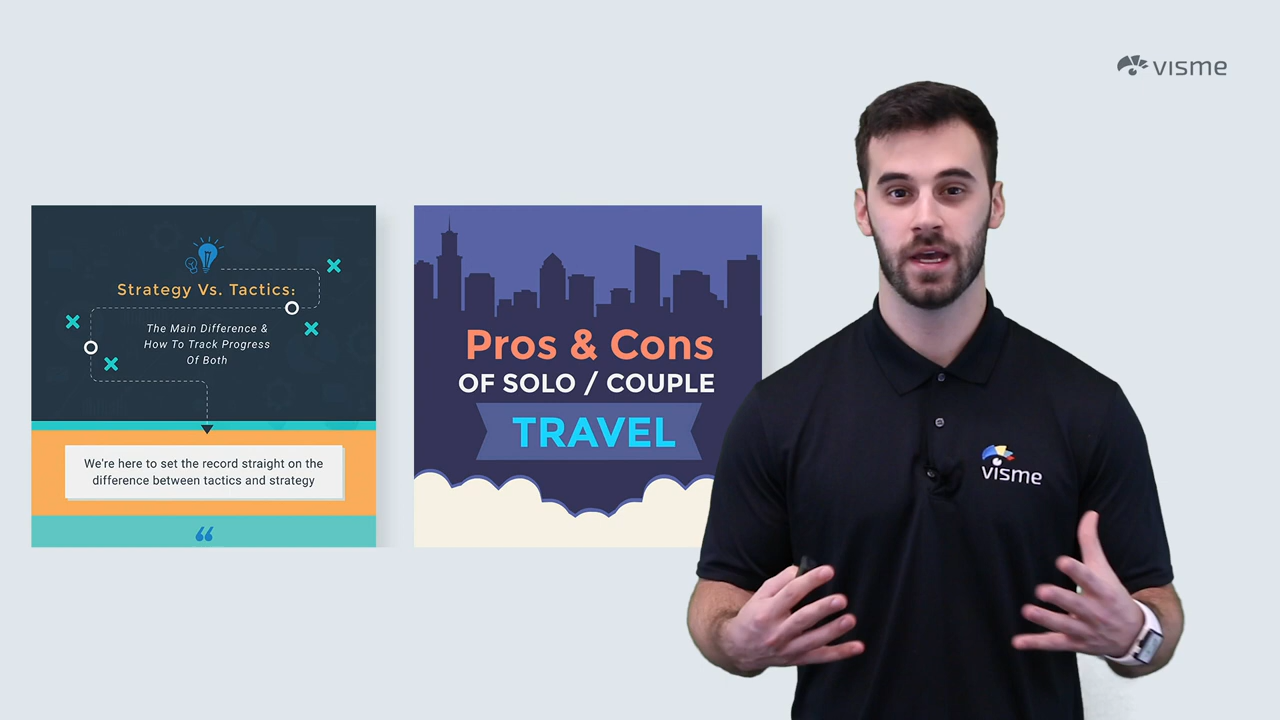 visme
Strategy Vs. Tactics:
The Main Difference &
How To Track Progress
Of Both
We're here to set the record straight on the
difference between tactics and strategy
“
Pros & Cons
OF SOLO / COUPLE
TRAVEL
visme